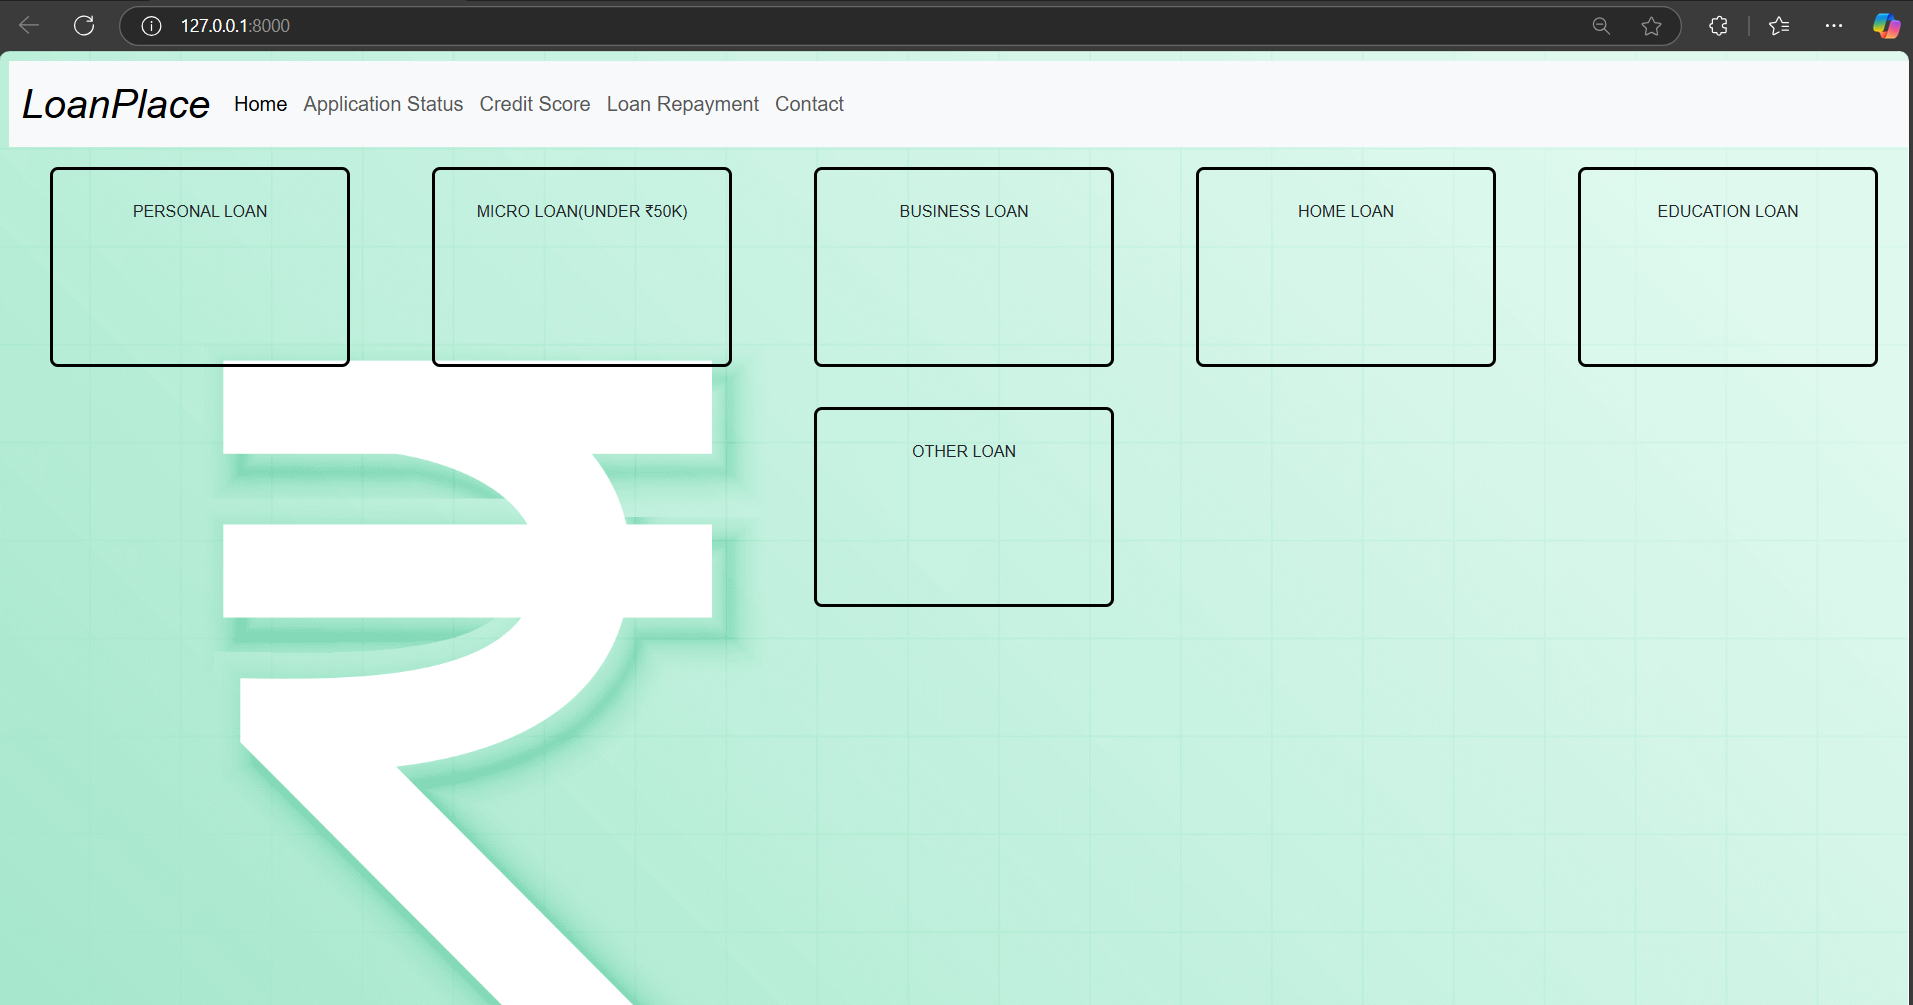 127.0.0.1:8000
LoanPlace Home Application Status Credit Score Loan Repayment Contact
PERSONAL LOAN
MICRO LOAN(UNDER ₹50K)
BUSINESS LOAN
HOME LOAN
EDUCATION LOAN
OTHER LOAN
₹